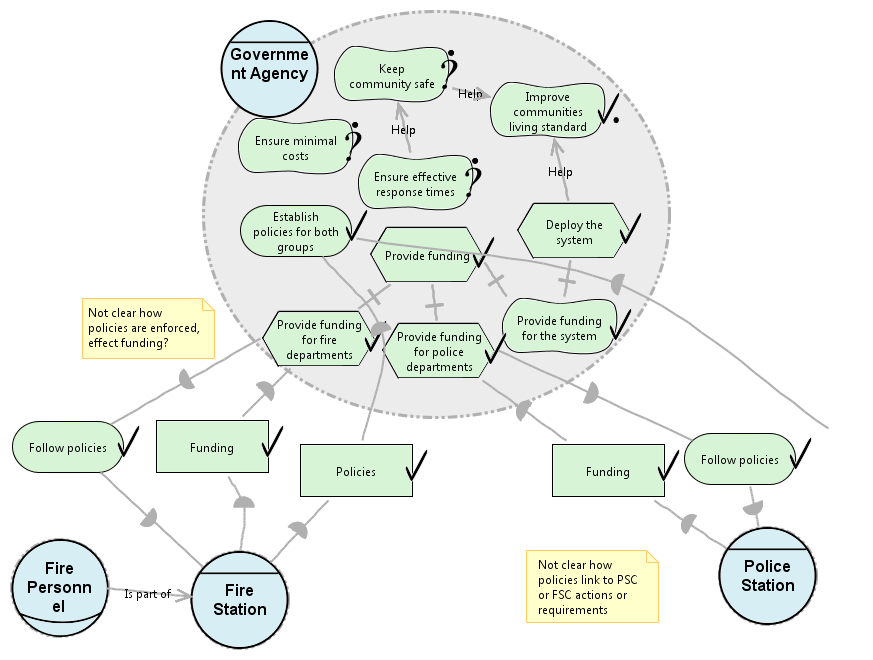 Governme
nt Agency
Keep
community safe
Help
Improve
communities
living standard
Help
Ensure minimal
costs
Ensure effective
response times
Help
Establish
policies for both
groups
Deploy the
system
Provide funding
Not clear how
policies are enforced,
effect funding?
Provide funding
for fire
departments
Provide funding
for police
departments
Provide funding
for the system
Follow policies
Funding
Policies
Funding
Follow policies
Fire
Personn
el
Is part of
Fire
Station
Not clear how
policies link to PSC
or FSC actions or
requirements
Police
Station